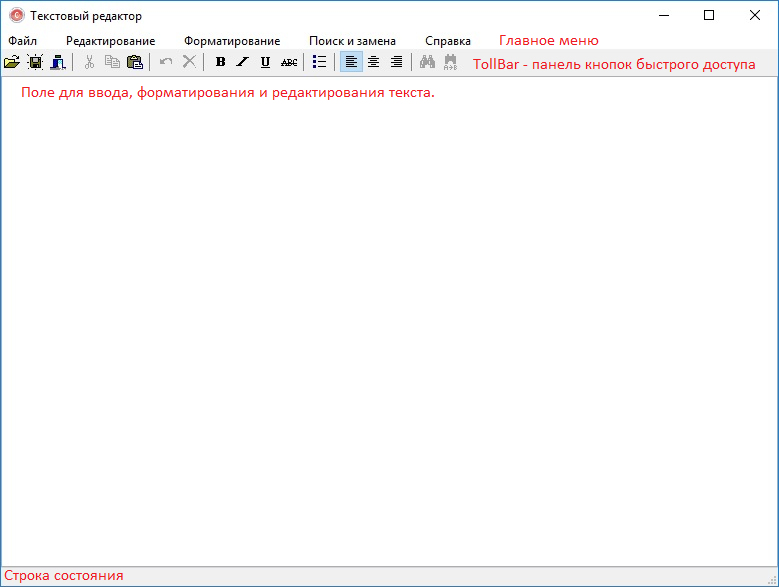 Текстовый редактор
Файл Редактирование Форматирование Поиск и замена Справка Главное меню
B I U ABC TollBar - панель кнопок быстрого доступа
Поле для ввода, форматирования и редактирования текста.
Строка состояния